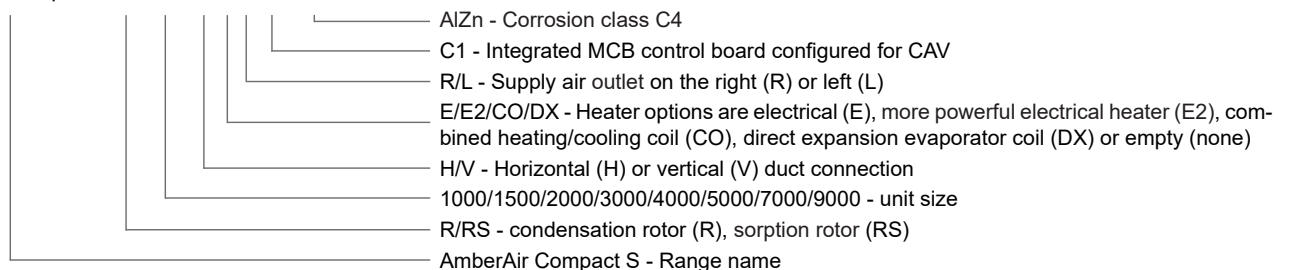 AlZn - Corrosion class C4
C1 - Integrated MCB control board configured for CAV
R/L - Supply air outlet on the right (R) or left (L)
E/E2/CO/DX - Heater options are electrical (E), more powerful electrical heater (E2), com-
bined heating/cooling coil (CO), direct expansion evaporator coil (DX) or empty (none)
H/V - Horizontal (H) or vertical (V) duct connection
1000/1500/2000/3000/4000/5000/7000/9000 - unit size
R/RS - condensation rotor (R), sorption rotor (RS)
AmberAir Compact S - Range name